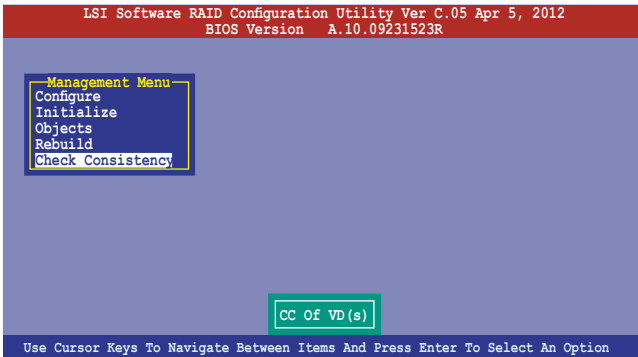 LSI Software RAID Configuration Utility Ver C.05 Apr 5, 2012
BIOS Version A.10.09231523R
Management Menu
Configure
Initialize
Objects
Rebuild
Check Consistency
CC Of VD(s)
Use Cursor Keys To Navigate Between Items And Press Enter To Select An Option